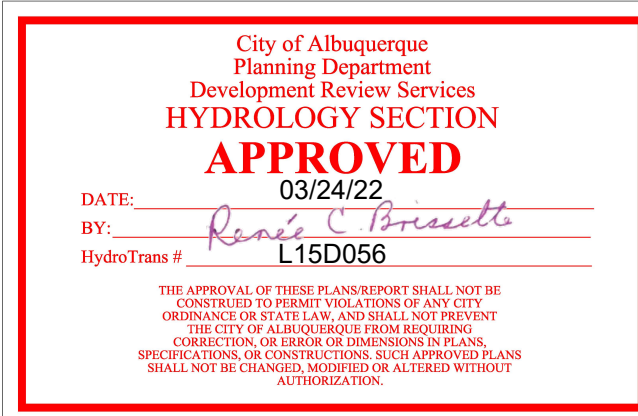 City of Albuquerque
Planning Department
Development Review Services
HYDROLOGY SECTION
APPROVED
DATE: 03/24/22
BY: Renée C. Brissette
HydroTrans # L15D056
THE APPROVAL OF THESE PLANS/REPORT SHALL NOT BE
CONSTRUED TO PERMIT VIOLATIONS OF ANY CITY
ORDINANCE OR STATE LAW, AND SHALL NOT PREVENT
THE CITY OF ALBUQUERQUE FROM REQUIRING
CORRECTION, OR ERROR OR DIMENSIONS IN PLANS,
SPECIFICATIONS, OR CONSTRUCTIONS. SUCH APPROVED PLANS
SHALL NOT BE CHANGED, MODIFIED OR ALTERED WITHOUT
AUTHORIZATION.